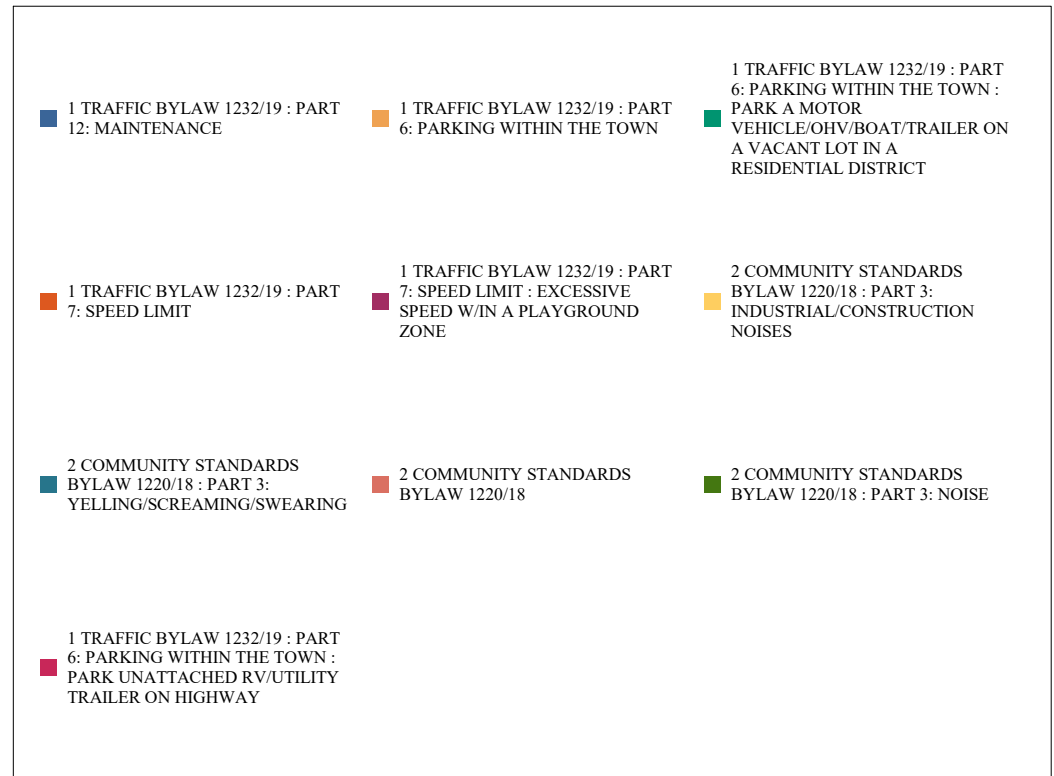 1 TRAFFIC BYLAW 1232/19 : PART
12: MAINTENANCE
1 TRAFFIC BYLAW 1232/19 : PART
6: PARKING WITHIN THE TOWN
1 TRAFFIC BYLAW 1232/19 : PART
6: PARKING WITHIN THE TOWN :
PARK A MOTOR
VEHICLE/OHV/BOAT/TRAILER ON
A VACANT LOT IN A
RESIDENTIAL DISTRICT
1 TRAFFIC BYLAW 1232/19 : PART
7: SPEED LIMIT
1 TRAFFIC BYLAW 1232/19 : PART
7: SPEED LIMIT : EXCESSIVE
SPEED W/IN A PLAYGROUND
ZONE
2 COMMUNITY STANDARDS
BYLAW 1220/18 : PART 3:
INDUSTRIAL/CONSTRUCTION
NOISES
2 COMMUNITY STANDARDS
BYLAW 1220/18 : PART 3:
YELLING/SCREAMING/SWEARING
2 COMMUNITY STANDARDS
BYLAW 1220/18
2 COMMUNITY STANDARDS
BYLAW 1220/18 : PART 3: NOISE
1 TRAFFIC BYLAW 1232/19 : PART
6: PARKING WITHIN THE TOWN :
PARK UNATTACHED RV/UTILITY
TRAILER ON HIGHWAY